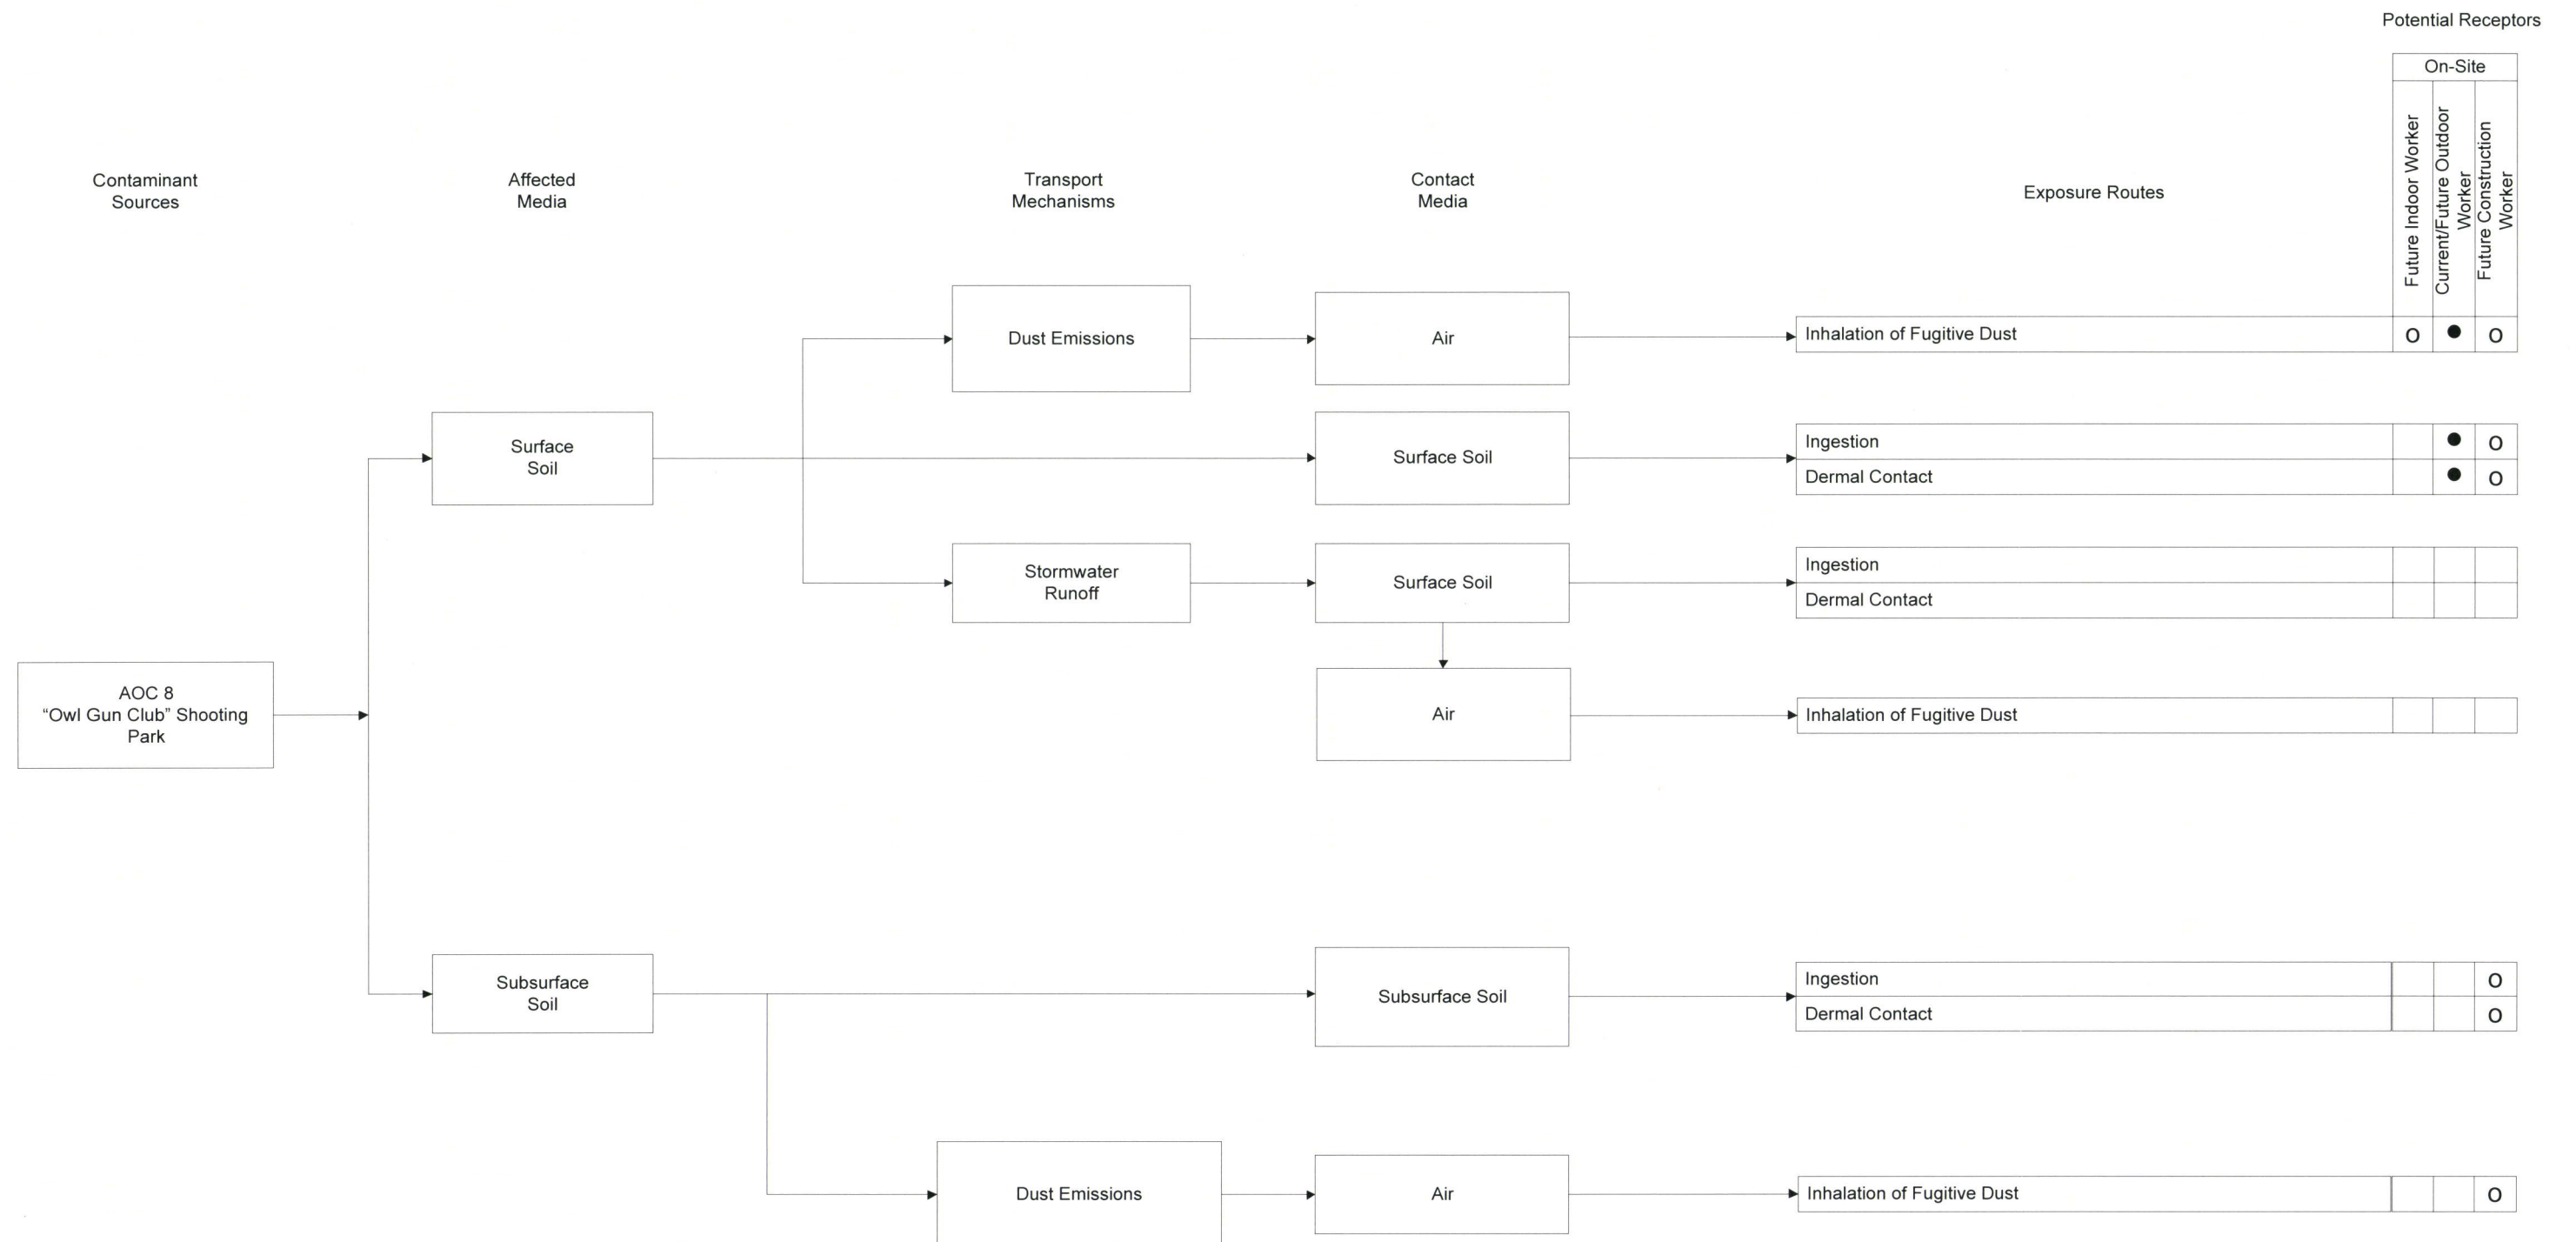 Potential Receptors
On-Site
Future Indoor Worker
Current/Future Outdoor
Worker
Future Construction
Worker
Contaminant
Sources
Affected
Media
Transport
Mechanisms
Contact
Media
Exposure Routes
Dust Emissions
Air
Inhalation of Fugitive Dust
O ● O
Surface
Soil
Surface Soil
Ingestion
● O
Dermal Contact
● O
Stormwater
Runoff
Surface Soil
Ingestion
Dermal Contact
AOC 8
“Owl Gun Club” Shooting
Park
Air
Inhalation of Fugitive Dust
Subsurface
Soil
Subsurface Soil
Ingestion
O
Dermal Contact
O
Dust Emissions
Air
Inhalation of Fugitive Dust
O